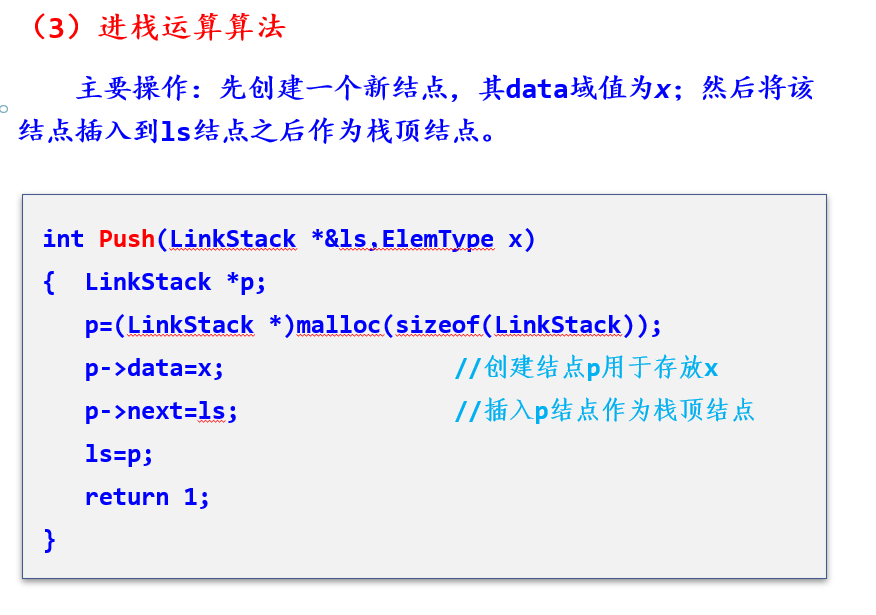 （3）进栈运算算法
主要操作：先创建一个新结点，其data域值为x；然后将该
结点插入到ls结点之后作为栈顶结点。
int Push(LinkStack *&ls,ElemType x)
{  LinkStack *p;
   p=(LinkStack *)malloc(sizeof(LinkStack));
   p->data=x;                //创建结点p用于存放x
   p->next=ls;               //插入p结点作为栈顶结点
   ls=p;
   return 1;
}